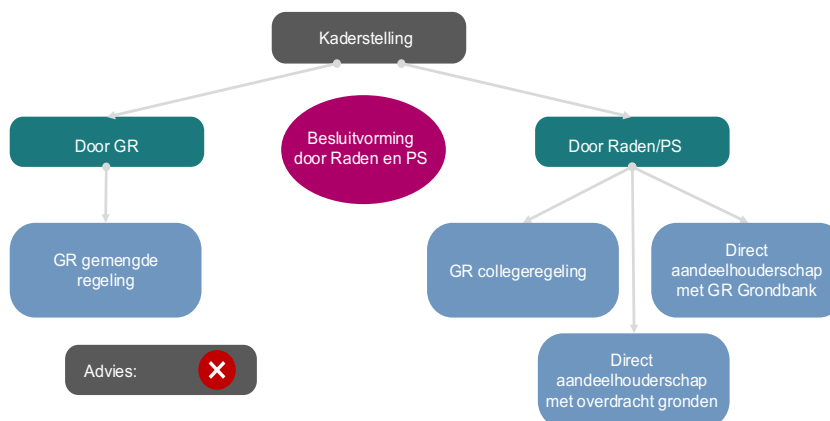 Kaderstelling
Door GR
Besluitvorming
door Raden en PS
Door Raden/PS
GR gemengde
regeling
GR collegeregeling
Direct
aandeelhouderschap
met GR Grondbank
Advies:
Direct
aandeelhouderschap
met overdracht gronden